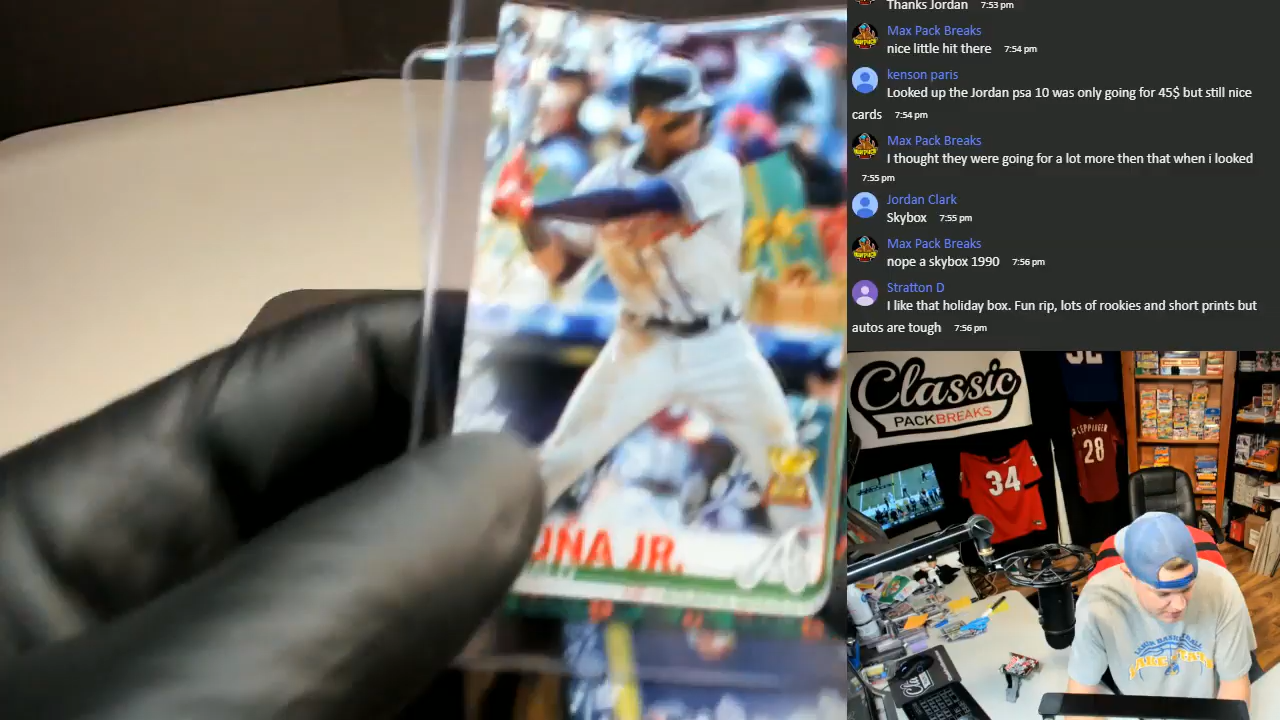 Thanks Jordan 7:53 pm
Max Pack Breaks
nice little hit there 7:54 pm
kenson paris
Looked up the Jordan psa 10 was only going for 45$ but still nice
cards 7:54 pm
Max Pack Breaks
I thought they were going for a lot more then that when i looked
7:55 pm
Jordan Clark
Skybox 7:55 pm
Max Pack Breaks
nope a skybox 1990 7:56 pm
Stratton D
I like that holiday box. Fun rip, lots of rookies and short prints but
autos are tough 7:56 pm
UÑA JR.
Classic
PACKBREAKS
34
LEPPINGER
28